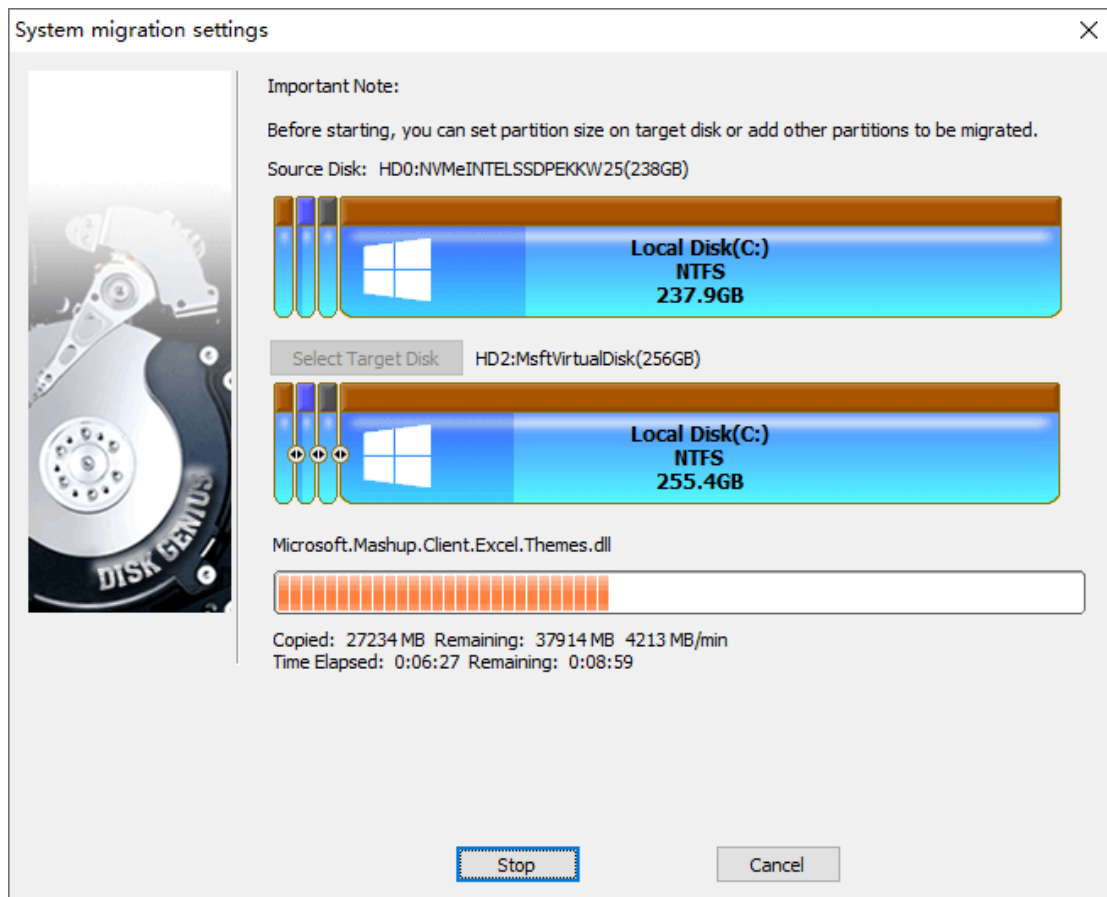 System migration settings
Important Note:
Before starting, you can set partition size on target disk or add other partitions to be migrated.
Source Disk: HD0:NVMeINTELSSDPEKKW25(238GB)
Local Disk(C:)
NTFS
237.9GB
Select Target Disk HD2:MsftVirtualDisk(256GB)
Local Disk(C:)
NTFS
255.4GB
DISK GENIUS
Microsoft.Mashup.Client.Excel.Themes.dll
Copied: 27234 MB Remaining: 37914 MB 4213 MB/min
Time Elapsed: 0:06:27 Remaining: 0:08:59
Stop Cancel